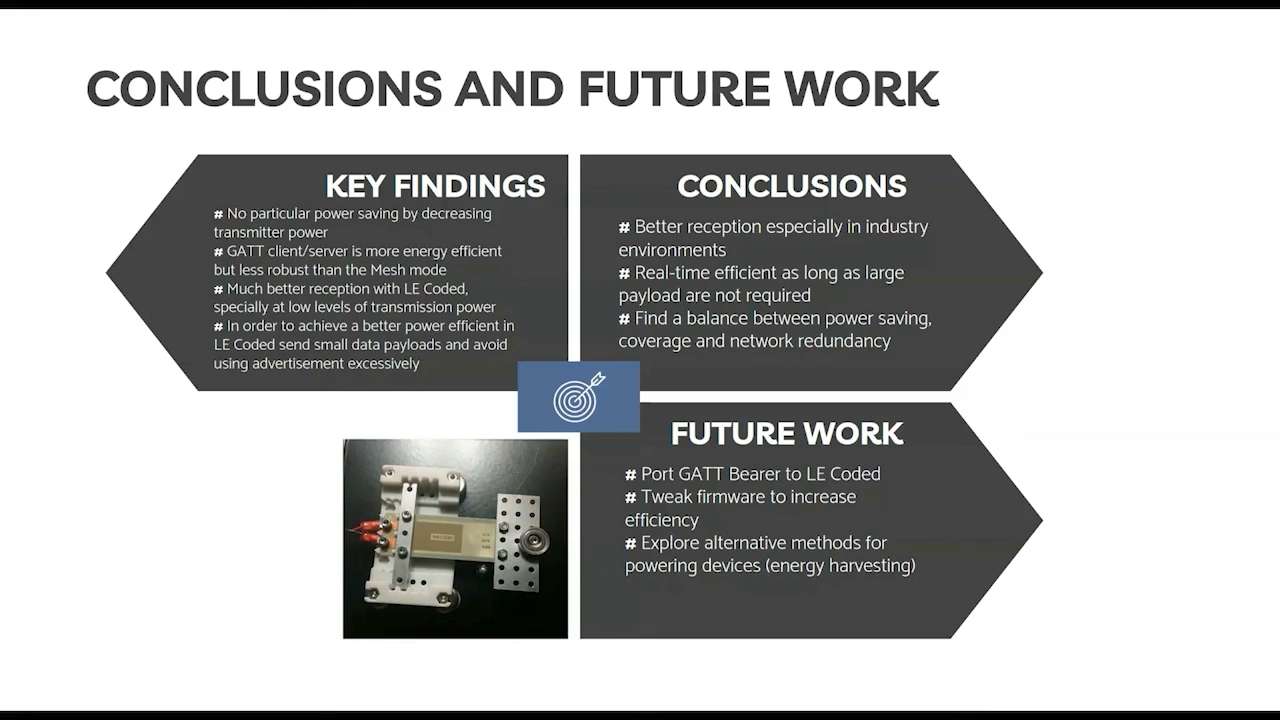 CONCLUSIONS AND FUTURE WORK
KEY FINDINGS
# No particular power saving by decreasing
transmitter power
# GATT client/server is more energy efficient
but less robust than the Mesh mode
# Much better reception with LE Coded,
specially at low levels of transmission power
# In order to achieve a better power efficient in
LE Coded send small data payloads and avoid
using advertisement excessively
CONCLUSIONS
# Better reception especially in industry
environments
# Real-time efficient as long as large
payload are not required
# Find a balance between power saving,
coverage and network redundancy
FUTURE WORK
# Port GATT Bearer to LE Coded
# Tweak firmware to increase
efficiency
# Explore alternative methods for
powering devices (energy harvesting)